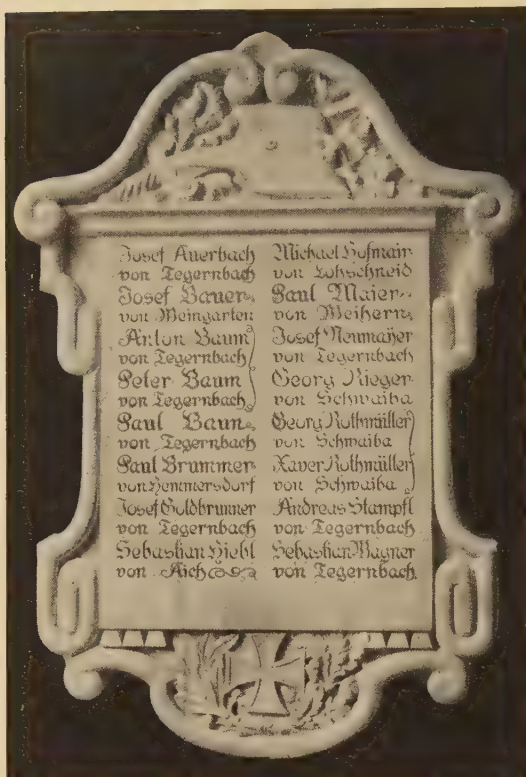 Josef Auerbach
von Tegernbach
Josef Bauer
von Weingarten
Anton Baum
von Tegernbach
Peter Baum
von Tegernbach
Paul Baum
von Tegernbach
Paul Brummer
von Hemmersdorf
Josef Goldbrunner
von Tegernbach
Sebastian Hiebl
von Aich
Michael Hofmair
von Lohschneid
Paul Maier
von Weihern
Josef Neumaÿer
von Tegernbach
Georg Rieger
von Schwaiba
Georg Rothmüller
von Schwaiba
Xaver Rothmüller
von Schwaiba
Andreas Stampfl
von Tegernbach
Sebastian Wagner
von Tegernbach